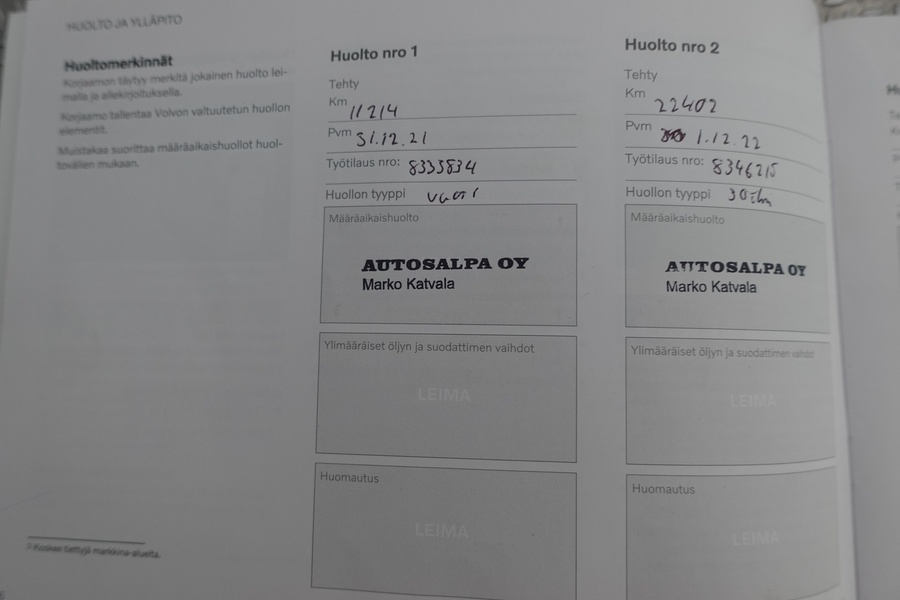 HUOLTO JA YLLÄPITO
Huoltomerkinnät
Korjaamon täytyy merkitä jokainen huolto lei-
malla ja allekirjoituksella.
Korjaamo tallentaa Volvon valtuutetun huollon
elementit.
Muistakaa suorittaa määräaikaishuollot huol-
tovälien mukaan.
Koskee tiettyjä markkina-alueita.
Huolto nro 1
Tehty
Km 11214
Pvm 31.12.21
Työtilaus nro: 8333834
Huollon tyyppi
Määräaikaishuolto
AUTOSALPA OY
Marko Katvala
Ylimääräiset öljyn ja suodattimen vaihdot
LEIMA
Huomautus
LEIMA
Huolto nro 2
Tehty
Km 22402
Pvm 1.12.22
Työtilaus nro: 8346215
Huollon tyyppi
Määräaikaishuolto
AUTOSALPA OY
Marko Katvala
Ylimääräiset öljyn ja suodattimen vaihdot
LEIMA
Huomautus
LEIMA